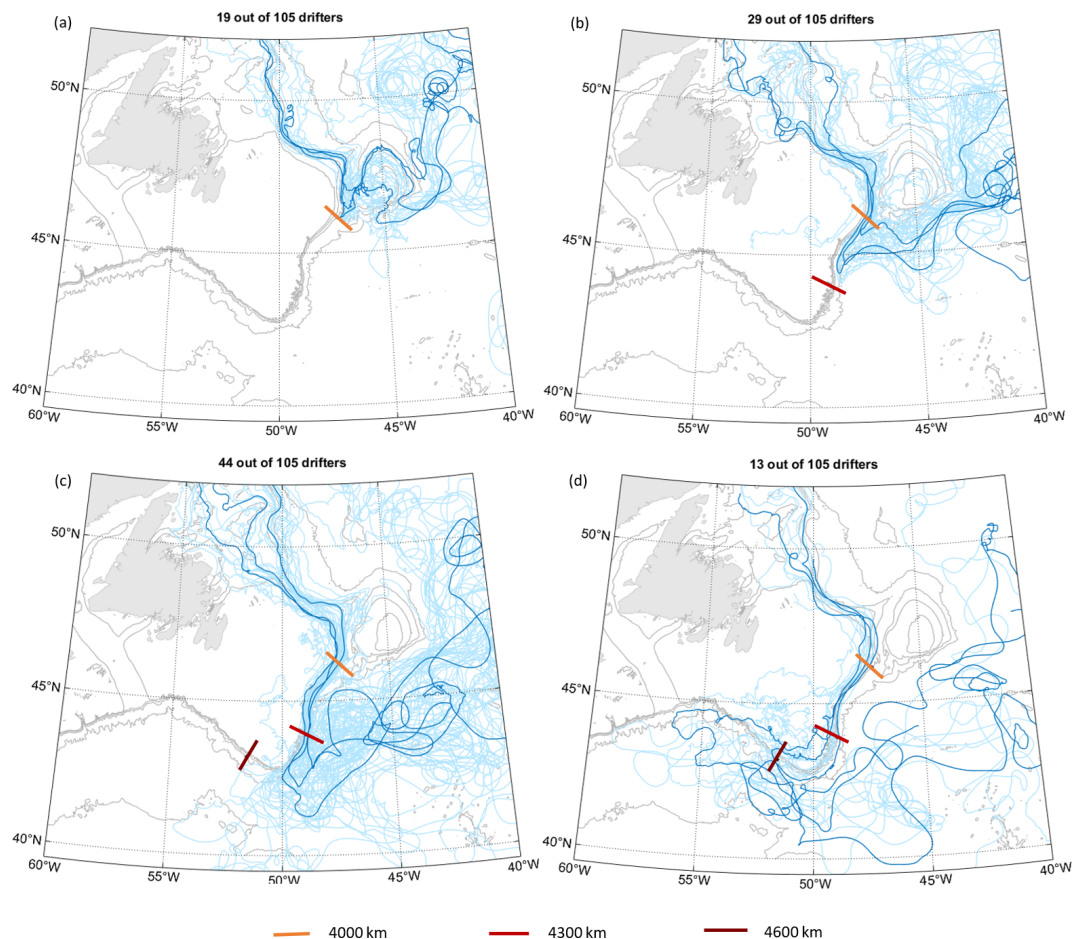 (a)
19 out of 105 drifters
50°N
45°N
40°N
60°W
55°W
50°W
45°W
40°W
(b)
29 out of 105 drifters
50°N
45°N
40°N
60°W
55°W
50°W
45°W
40°W
(c)
44 out of 105 drifters
50°N
45°N
40°N
60°W
55°W
50°W
45°W
40°W
(d)
13 out of 105 drifters
50°N
45°N
40°N
60°W
55°W
50°W
45°W
40°W
4000 km 4300 km 4600 km